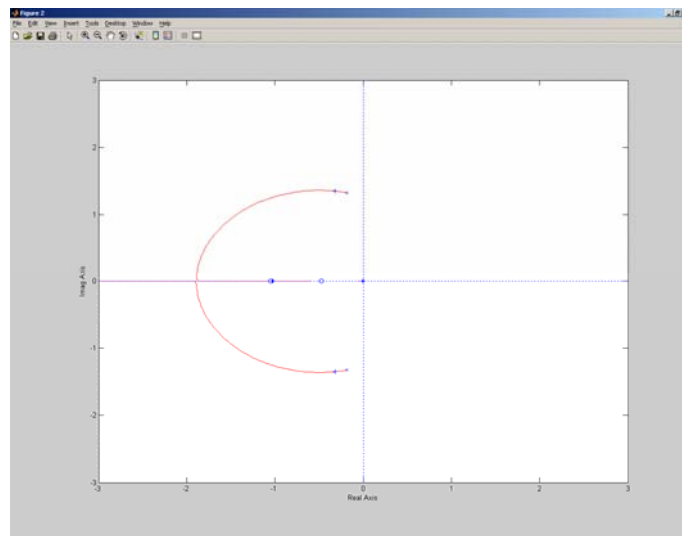 Figure 2
File Edit View Insert Tools Desktop Window Help
3
2
1
0
-1
-2
-3
Imag Axis
-3 -2 -1 0 1 2 3
Real Axis